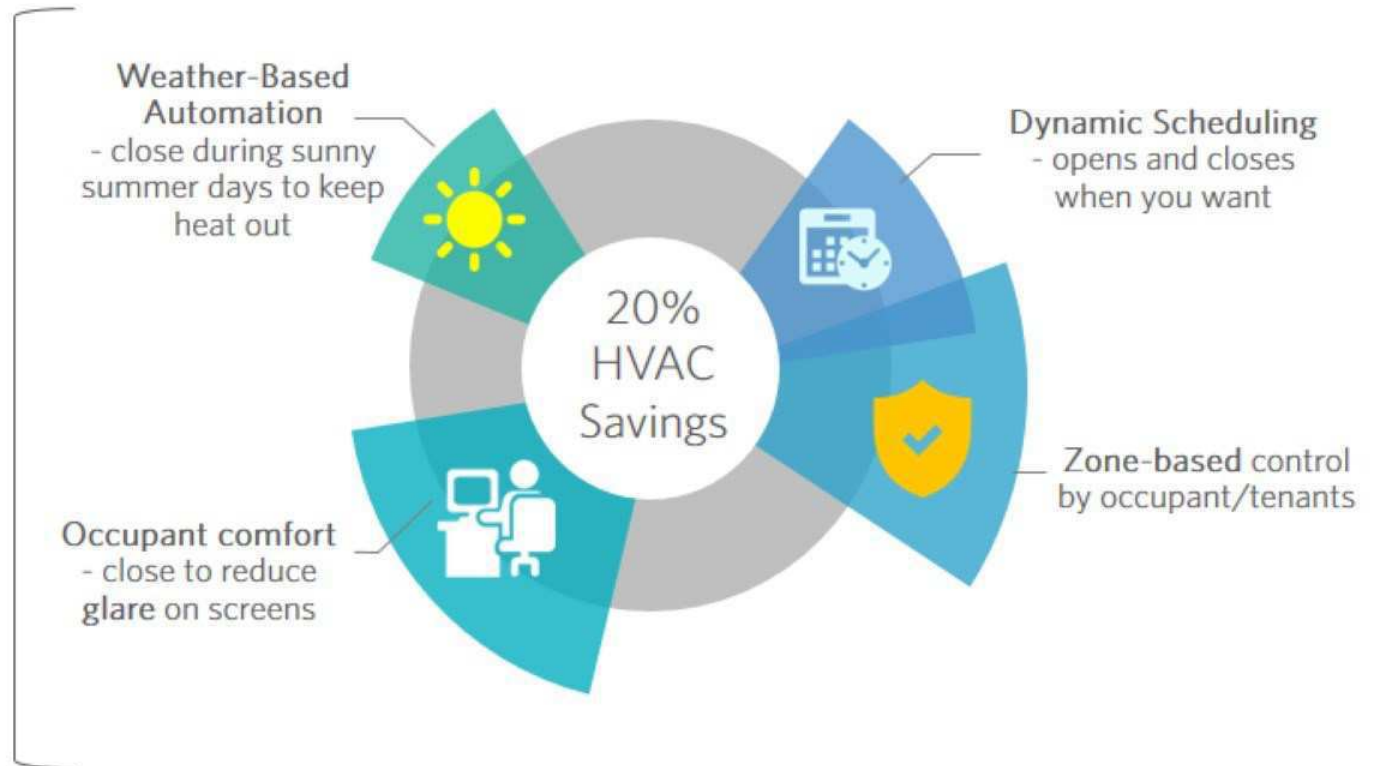 Weather-Based
Automation
- close during sunny
summer days to keep
heat out
Dynamic Scheduling
- opens and closes
when you want
20%
HVAC
Savings
Zone-based control
by occupant/tenants
Occupant comfort
- close to reduce
glare on screens